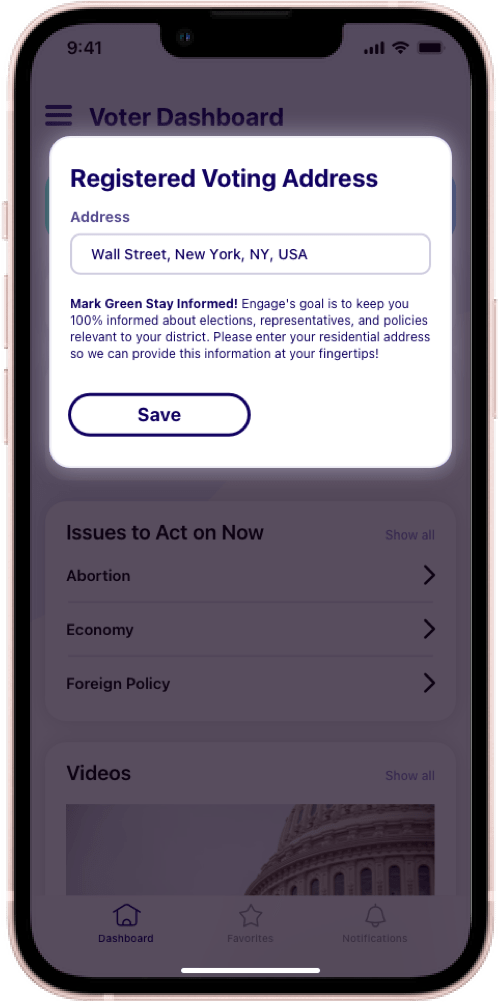 9:41
Voter Dashboard
Registered Voting Address
Address
Wall Street, New York, NY, USA
Mark Green Stay Informed! Engage's goal is to keep you
100% informed about elections, representatives, and policies
relevant to your district. Please enter your residential address
so we can provide this information at your fingertips!
Save
Issues to Act on Now
Show all
Abortion
Economy
Foreign Policy
Videos
Show all
Dashboard
Favorites
Notifications